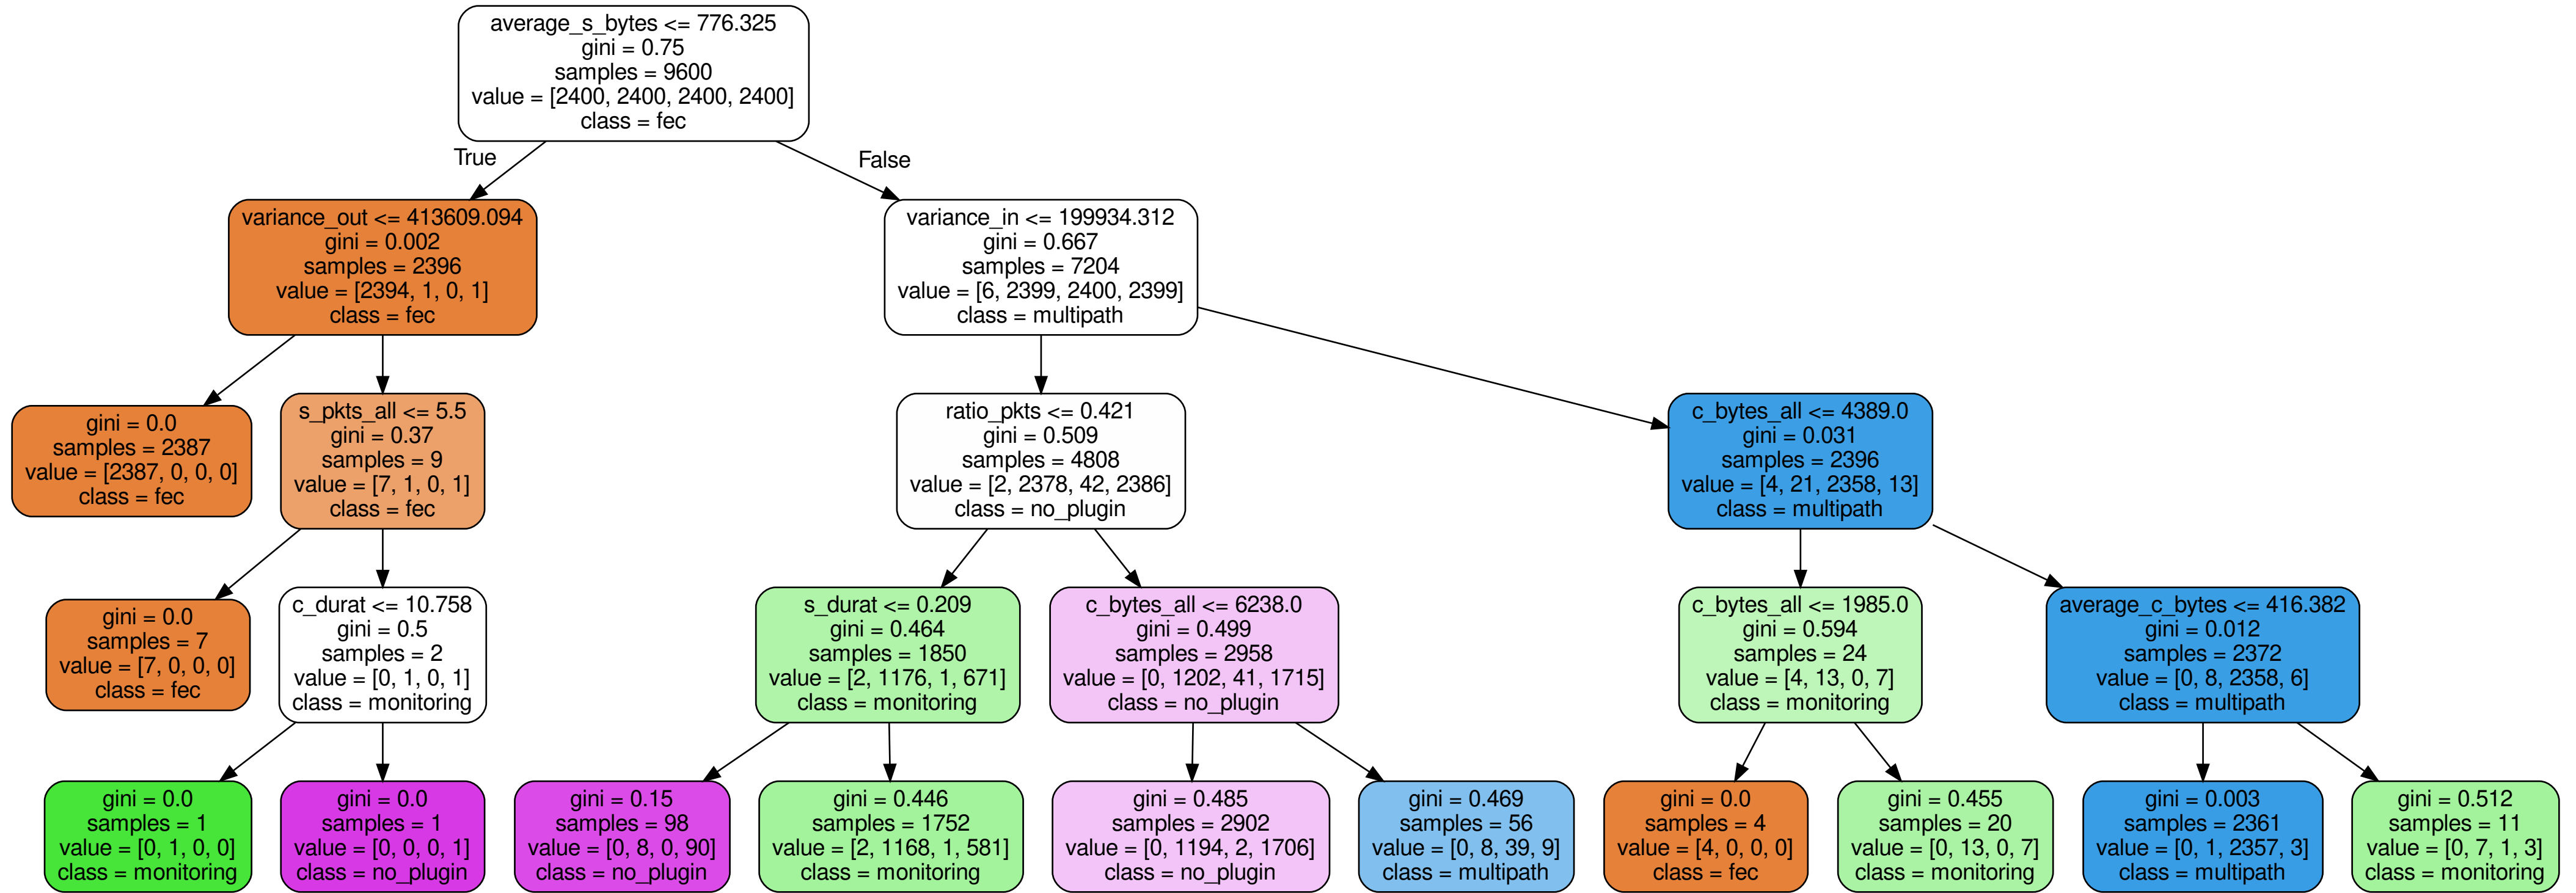 average_s_bytes <= 776.325
gini = 0.75
samples = 9600
value = [2400, 2400, 2400, 2400]
class = fec
True
False
variance_out <= 413609.094
gini = 0.002
samples = 2396
value = [2394, 1, 0, 1]
class = fec
variance_in <= 199934.312
gini = 0.667
samples = 7204
value = [6, 2399, 2400, 2399]
class = multipath
gini = 0.0
samples = 2387
value = [2387, 0, 0, 0]
class = fec
s_pkts_all <= 5.5
gini = 0.37
samples = 9
value = [7, 1, 0, 1]
class = fec
ratio_pkts <= 0.421
gini = 0.509
samples = 4808
value = [2, 2378, 42, 2386]
class = no_plugin
c_bytes_all <= 4389.0
gini = 0.031
samples = 2396
value = [4, 21, 2358, 13]
class = multipath
gini = 0.0
samples = 7
value = [7, 0, 0, 0]
class = fec
c_durat <= 10.758
gini = 0.5
samples = 2
value = [0, 1, 0, 1]
class = monitoring
s_durat <= 0.209
gini = 0.464
samples = 1850
value = [2, 1176, 1, 671]
class = monitoring
c_bytes_all <= 6238.0
gini = 0.499
samples = 2958
value = [0, 1202, 41, 1715]
class = no_plugin
c_bytes_all <= 1985.0
gini = 0.594
samples = 24
value = [4, 13, 0, 7]
class = monitoring
average_c_bytes <= 416.382
gini = 0.012
samples = 2372
value = [0, 8, 2358, 6]
class = multipath
gini = 0.0
samples = 1
value = [0, 1, 0, 0]
class = monitoring
gini = 0.0
samples = 1
value = [0, 0, 0, 1]
class = no_plugin
gini = 0.15
samples = 98
value = [0, 8, 0, 90]
class = no_plugin
gini = 0.446
samples = 1752
value = [2, 1168, 1, 581]
class = monitoring
gini = 0.485
samples = 2902
value = [0, 1194, 2, 1706]
class = no_plugin
gini = 0.469
samples = 56
value = [0, 8, 39, 9]
class = multipath
gini = 0.0
samples = 4
value = [4, 0, 0, 0]
class = fec
gini = 0.455
samples = 20
value = [0, 13, 0, 7]
class = monitoring
gini = 0.003
samples = 2361
value = [0, 1, 2357, 3]
class = multipath
gini = 0.512
samples = 11
value = [0, 7, 1, 3]
class = monitoring